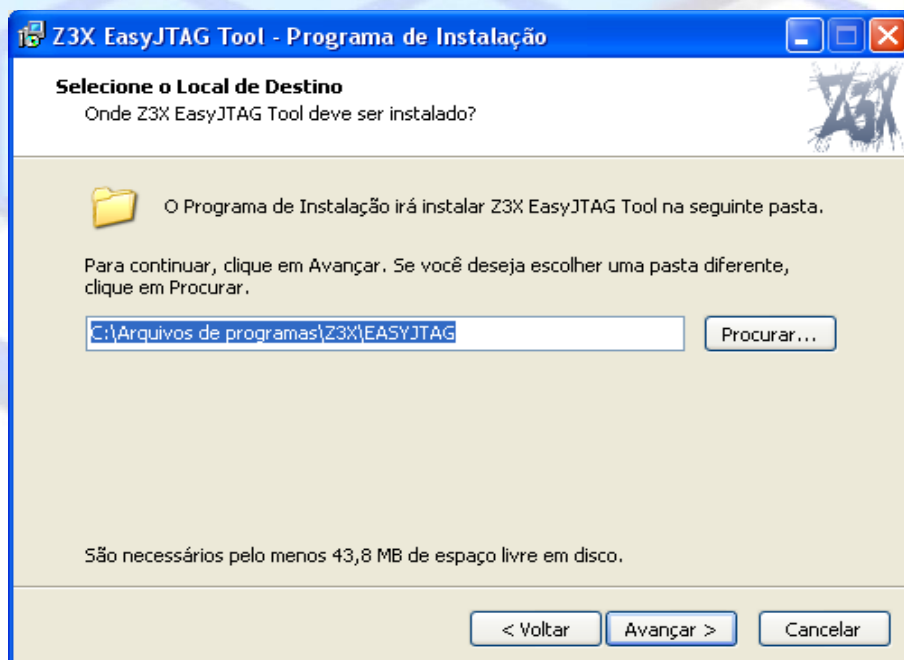 Z3X EasyJTAG Tool - Programa de Instalação
Selecione o Local de Destino
Onde Z3X EasyJTAG Tool deve ser instalado?
Z3X
O Programa de Instalação irá instalar Z3X EasyJTAG Tool na seguinte pasta.
Para continuar, clique em Avançar. Se você deseja escolher uma pasta diferente,
clique em Procurar.
C:\Arquivos de programas\Z3X\EASYJTAG
Procurar...
São necessários pelo menos 43,8 MB de espaço livre em disco.
< Voltar
Avançar >
Cancelar